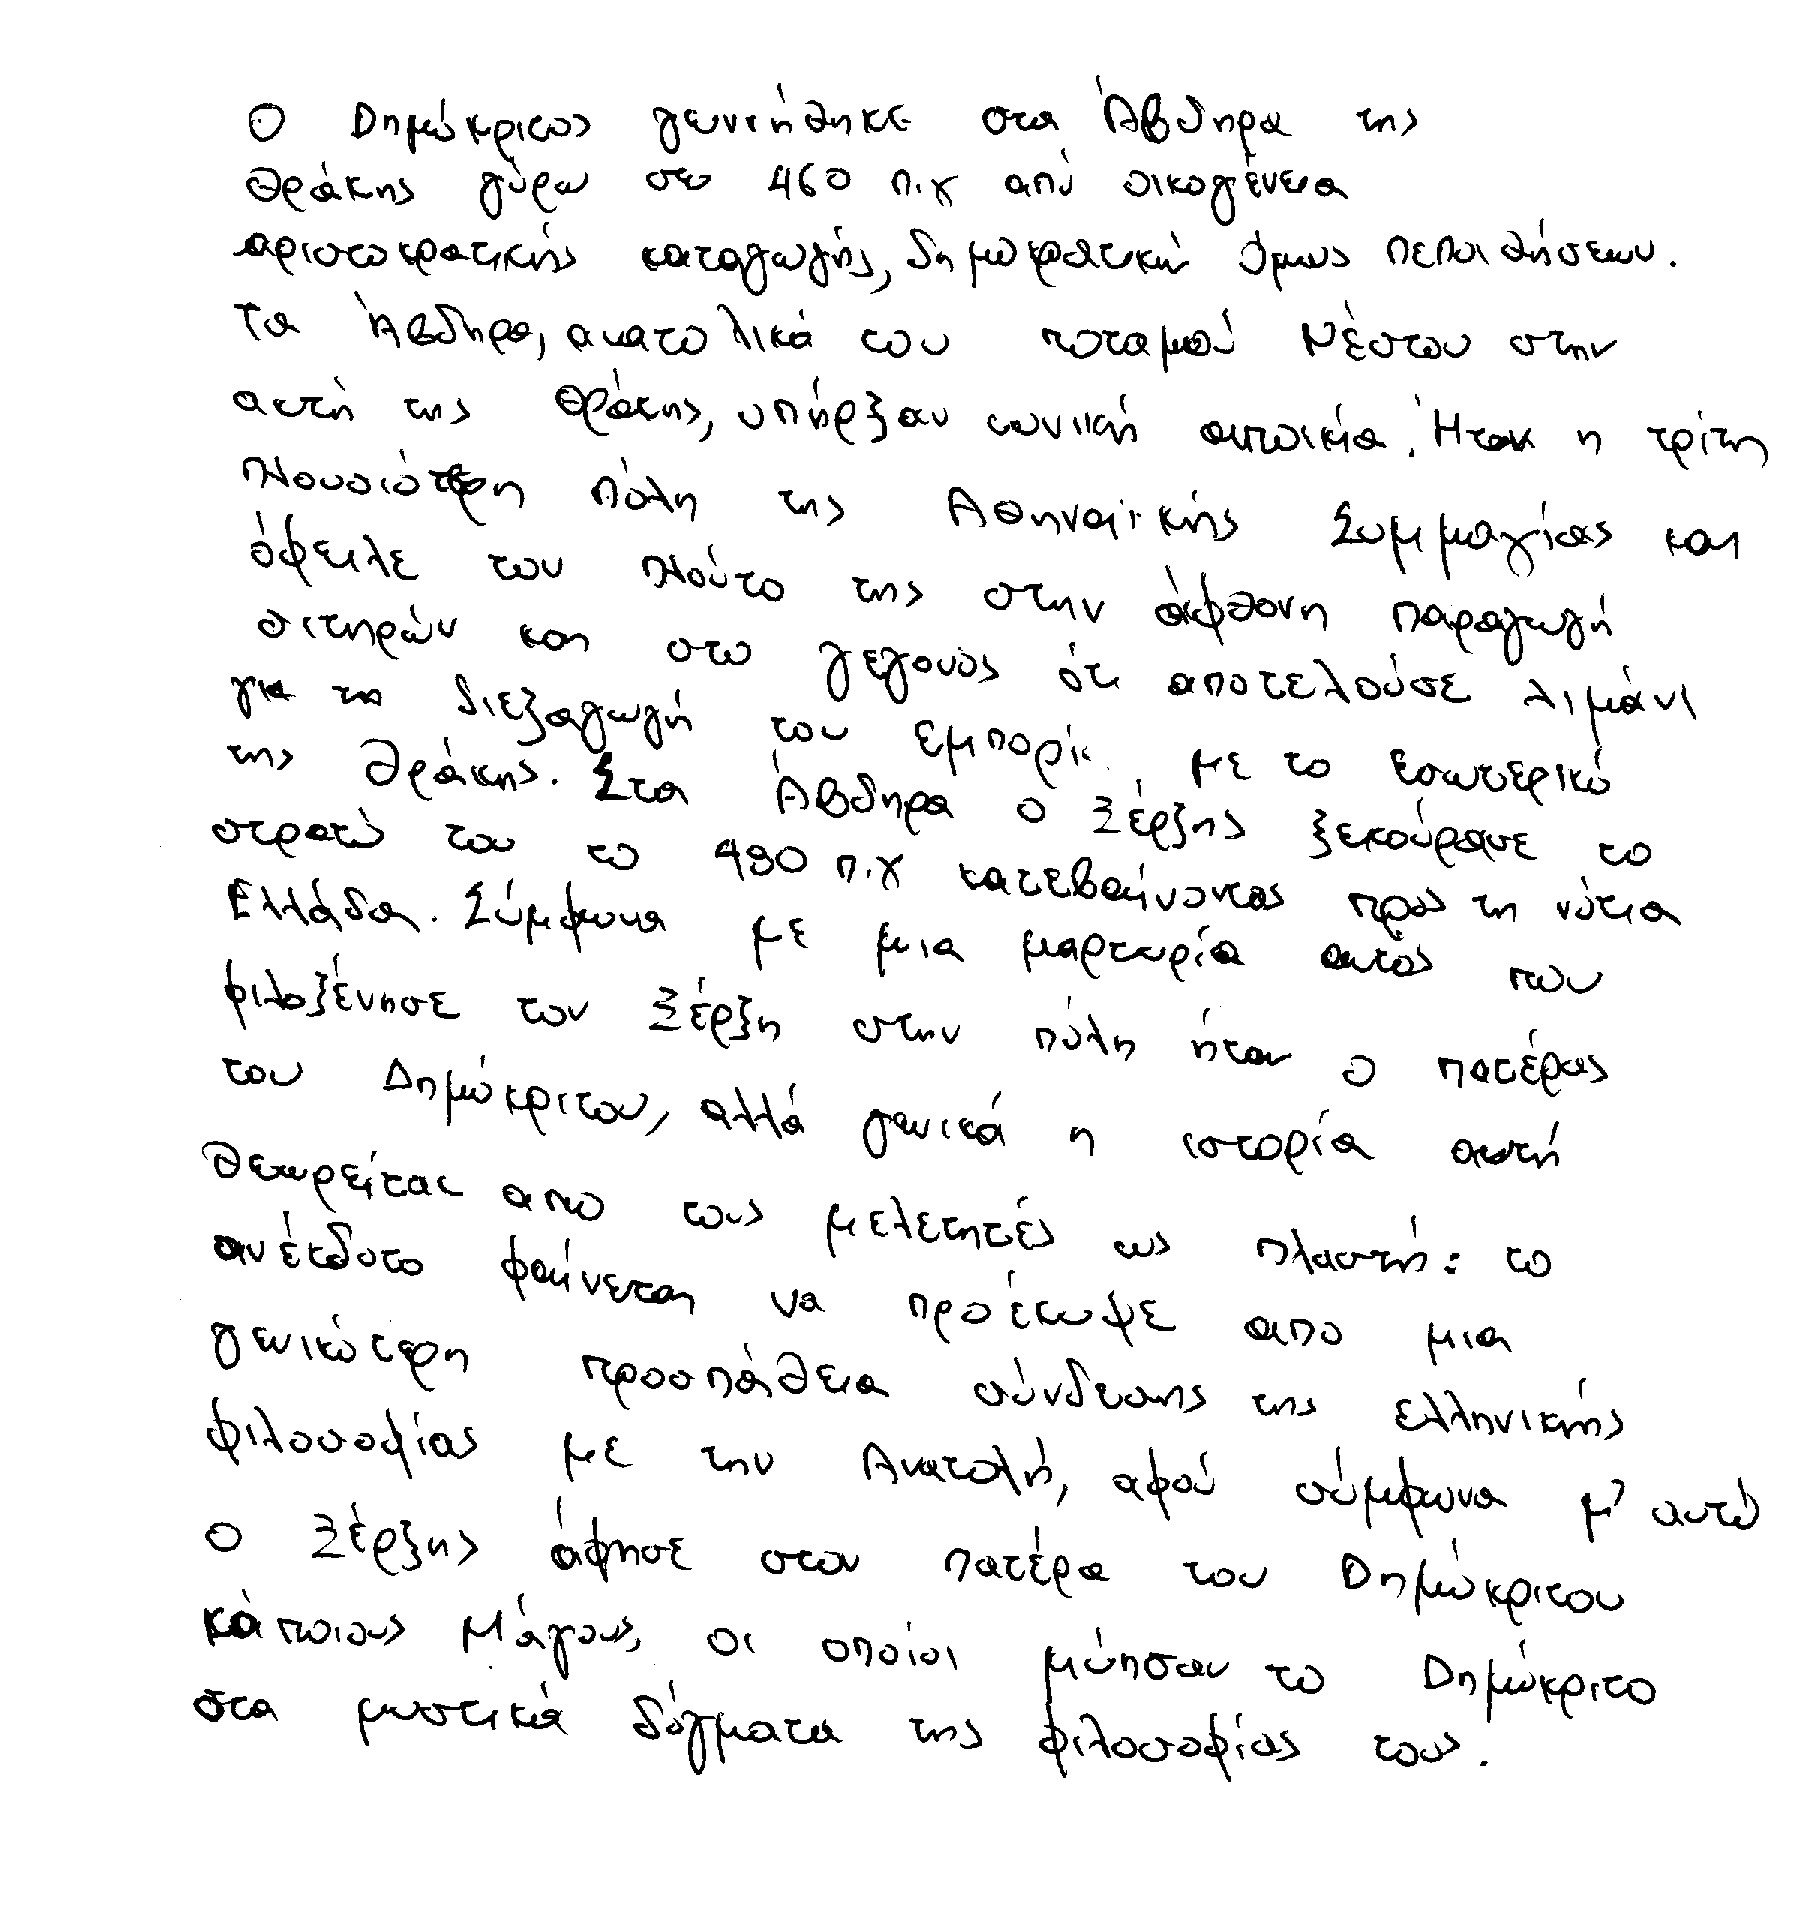 Ο Δημόκριτος γεννήθηκε στα Άβδηρα της
Θράκης γύρω στο 460 π.χ από οικογένεια
αριστοκρατικής καταγωγής, δημοκρατικών όμως πεποιθήσεων.
Τα Άβδηρα, ανατολικά του ποταμού Νέστου στην
ακτή της Θράκης, υπήρξαν ιωνική αποικία. Ήταν η τρίτη
πλουσιότερη πόλη της Αθηναϊκής Συμμαχίας και
όφειλε τον πλούτο της στην άφθονη παραγωγή
σιτηρών και στο γεγονός ότι αποτελούσε λιμάνι
για τη διεξαγωγή του με το εσωτερικό
της Θράκης. Στα Άβδηρα ο Ξέρξης ξεκούρασε το
στρατό του το 480 π.χ κατεβαίνοντας προς τη νότια
Ελλάδα. Σύμφωνα με μια μαρτυρία αυτός που
φιλοξένησε τον Ξέρξη στην πόλη ήταν ο πατέρας
του Δημόκριτου, αλλά γενικά η ιστορία αυτή
θεωρείται απο τους μελετητές ως πλαστή: το
ανέκδοτο φαίνεται να προέκυψε απο μια
γενικότερη προσπάθεια σύνδεσης της ελληνικής
φιλοσοφίας με την Ανατολή, αφού σύμφωνα μ' αυτό
ο Ξέρξης άφησε στον πατέρα του Δημόκριτου
κάποιους Μάγους, οι οποίοι μύησαν το Δημόκριτο
στα μυστικά δόγματα της φιλοσοφίας τους.